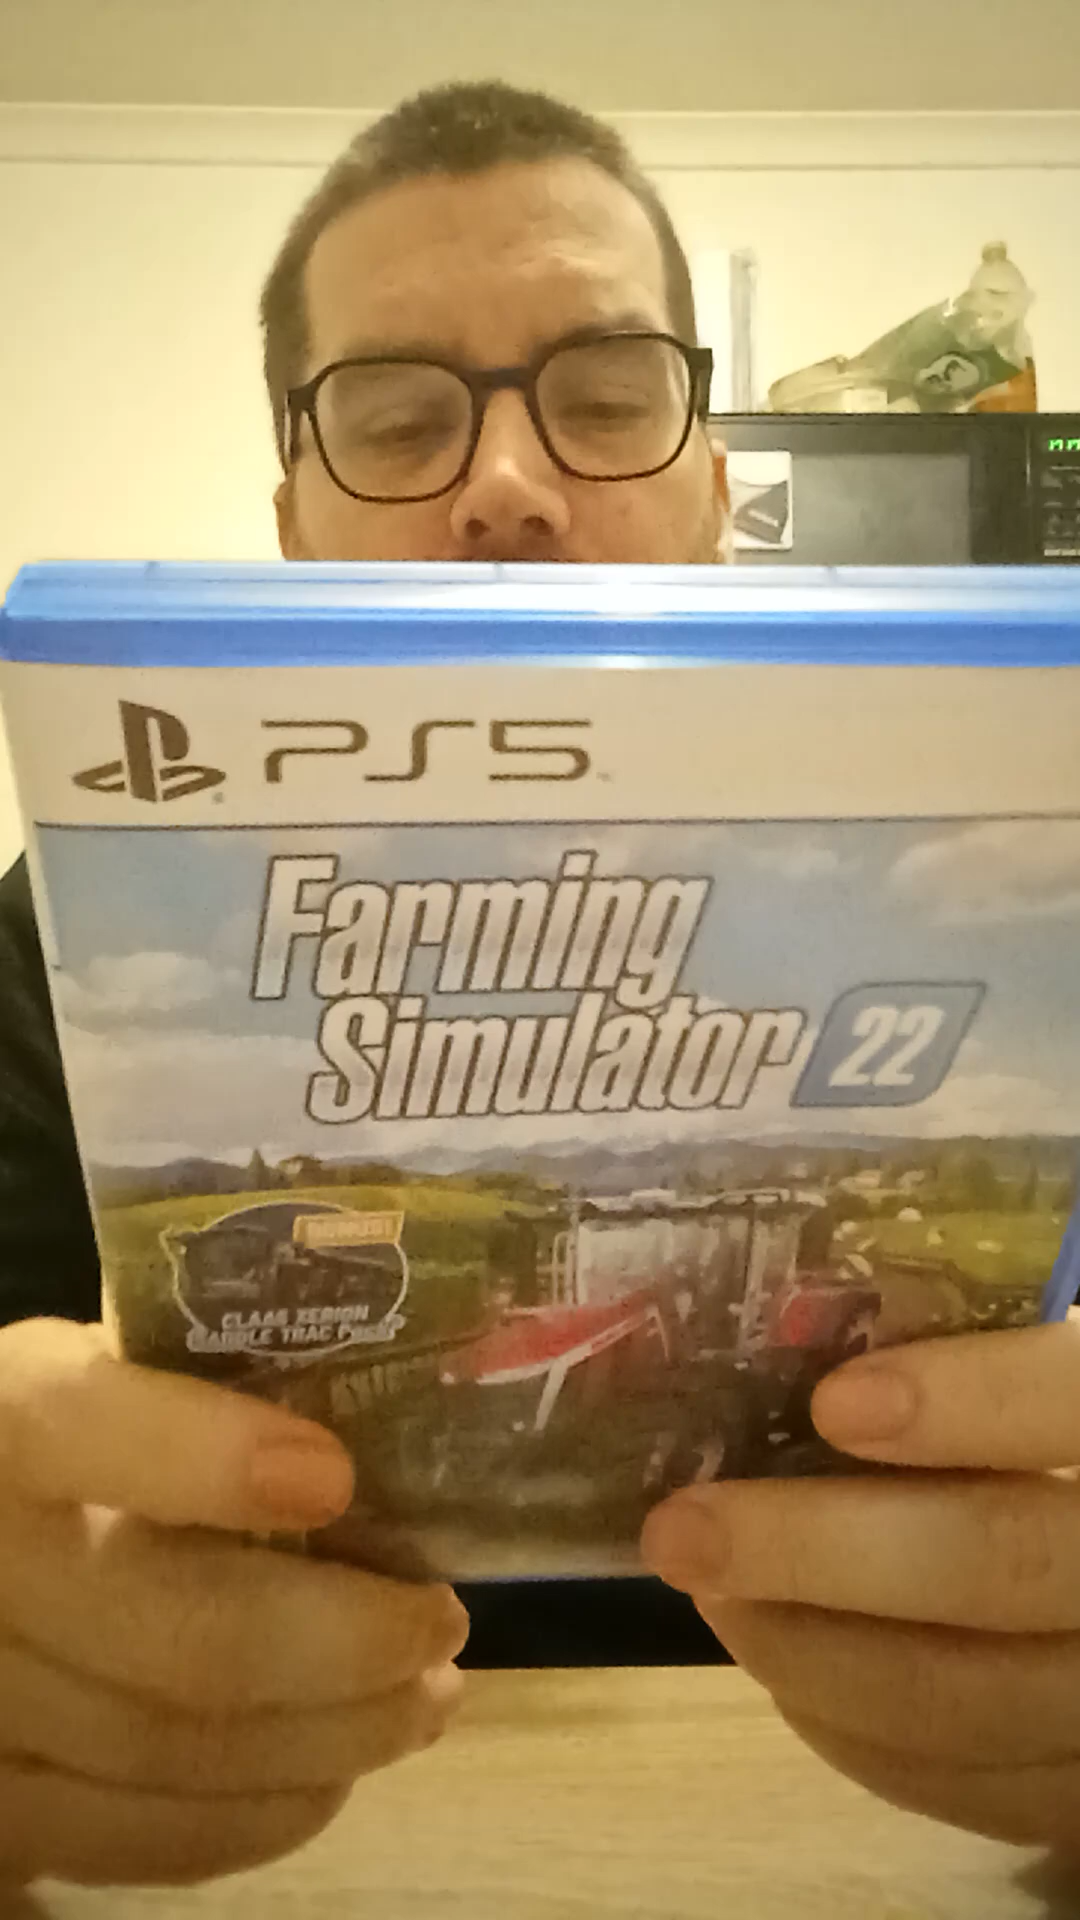 PS5
Farming
Simulator 22
CLAAS XERION
SADDLE TRAC PACK